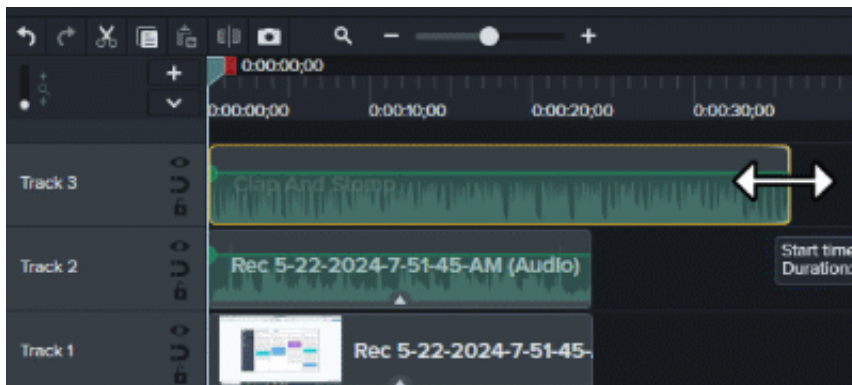 0:00:00;00
0:00:00;00 0:00:10;00 0:00:20;00 0:00:30;00
Track 3 Clap And Stomp
Track 2 Rec 5-22-2024-7-51-45-AM (Audio)
Start time
Duration:
Track 1 Rec 5-22-2024-7-51-45-